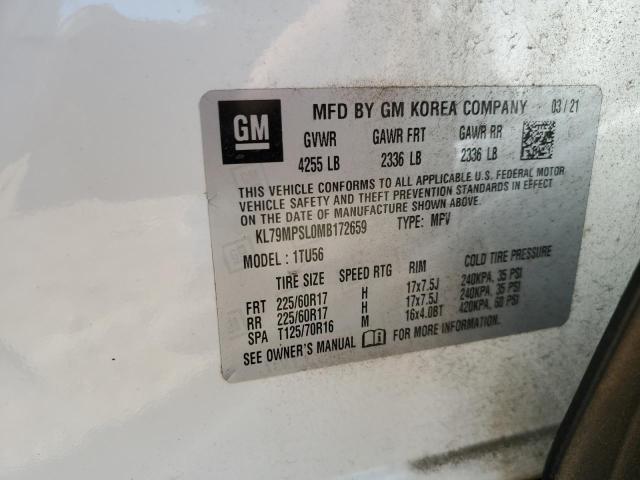 GM
MFD BY GM KOREA COMPANY 03/21
GVWR GAWR FRT GAWR RR
4255 LB 2336 LB 2336 LB
THIS VEHICLE CONFORMS TO ALL APPLICABLE U.S. FEDERAL MOTOR
VEHICLE SAFETY AND THEFT PREVENTION STANDARDS IN EFFECT
ON THE DATE OF MANUFACTURE SHOWN ABOVE.
KL79MPSL0MB172659 TYPE: MPV
MODEL: 1TU56
TIRE SIZE SPEED RTG RIM COLD TIRE PRESSURE
FRT 225/60R17 H 17x7.5J 240KPA, 35 PSI
RR 225/60R17 H 17x7.5J 240KPA, 35 PSI
SPA T125/70R16 M 16x4.0BT 420KPA, 60 PSI
SEE OWNER'S MANUAL FOR MORE INFORMATION.